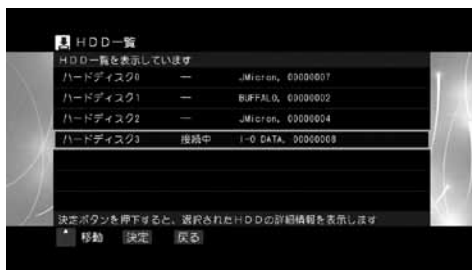 HDD一覧
HDD一覧を表示しています
ハードディスク0 — JMicron, 00000007
ハードディスク1 — BUFFALO, 00000002
ハードディスク2 — JMicron, 00000004
ハードディスク3 接続中 I-O DATA, 00000008
決定ボタンを押下すると、選択されたHDDの詳細情報を表示します
移動 決定 戻る